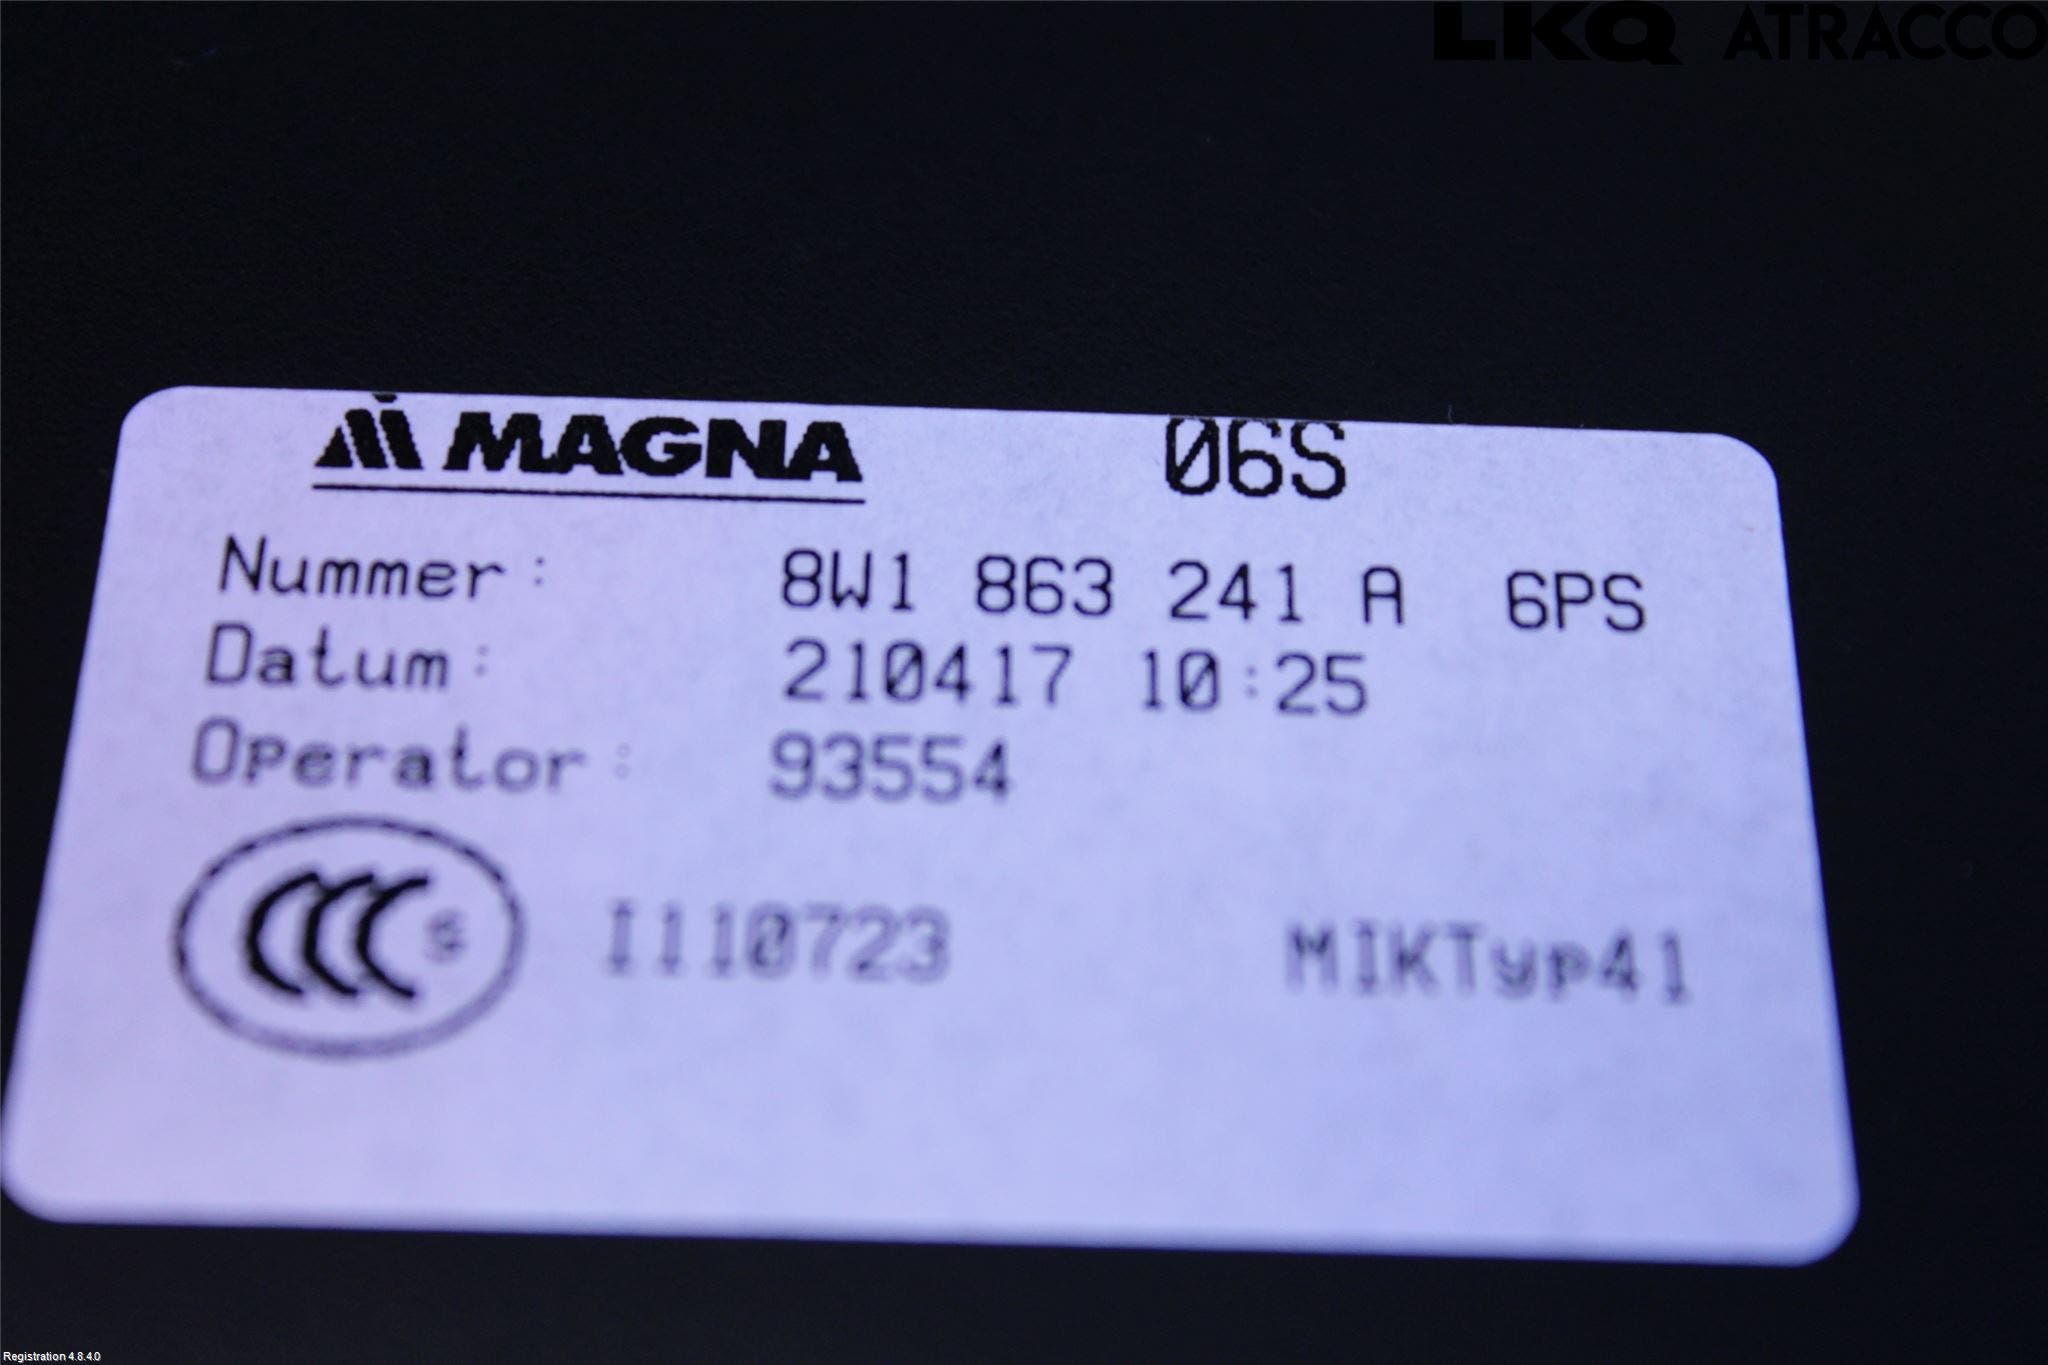 LKQ ATRACCO
MAGNA 06S
Nummer: 8W1 863 241 A 6PS
Datum: 210417 10:25
Operator: 93554
CCC S I110723 MIKTyp41
Registration 4.8.4.0